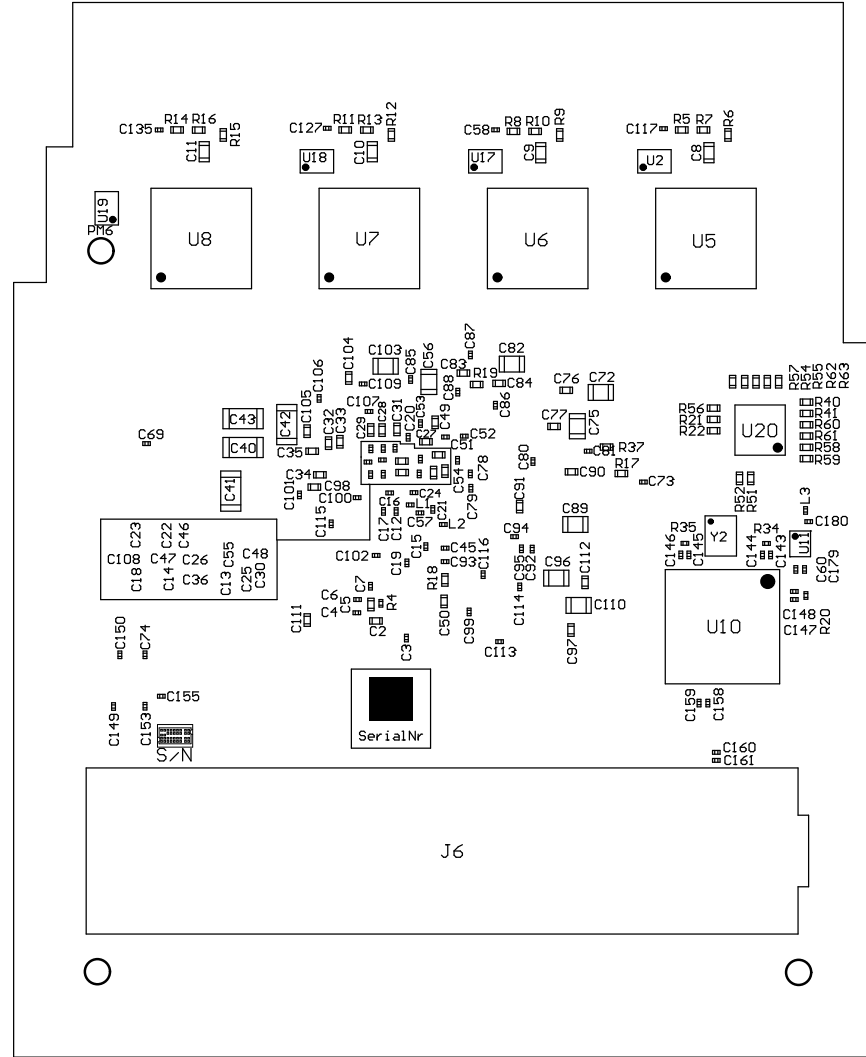 C135 R14 R16 R15 C11
C127 R11 R13 R12 U18 C10
C58 R8 R10 R9 U17 C9
C117 R5 R7 R6 U2 C8
U19
PM6
U8 U7 U6 U5
C87
C106 C104 C103 C85 C56 C83 C82
C109 C88 R19 C84 C76 C72
R57 R54 R55 R62 R63
C107 C86
C43 C42 C105 C32 C33 C29 C28 C31 C20 C53 C49
C77 C75
R56 R40
R21 R41
R22 U20 R60
R61
C69 C40 C35 C27 C52 C51 C61 R37 R58
R59
C34 C98 C54 C78 C80 C90 R17 C73
C41 C101 C100 C24 C79 C91 R52 R51 L3
C115 C16 L1 C21
C17 C12 C57 L2 C89 C180
C23 C22 C46 C94 R35 Y2 R34 U11
C108 C47 C26 C55 C48 C102 C19 C15 C45 C95 C92 C146 C145 C144 C143
C93 C116 C96 C112 C60 C179
C18 C14 C36 C13 C25 C30 C7 R18 C114
C6 C5 R4 C50 C99 C110 C148
C4 C111 C2 U10 C147 R20
C150 C74 C3 C113 C97
C155 C159 C158
C149 C153 SerialNr
S/N
C160
C161
J6